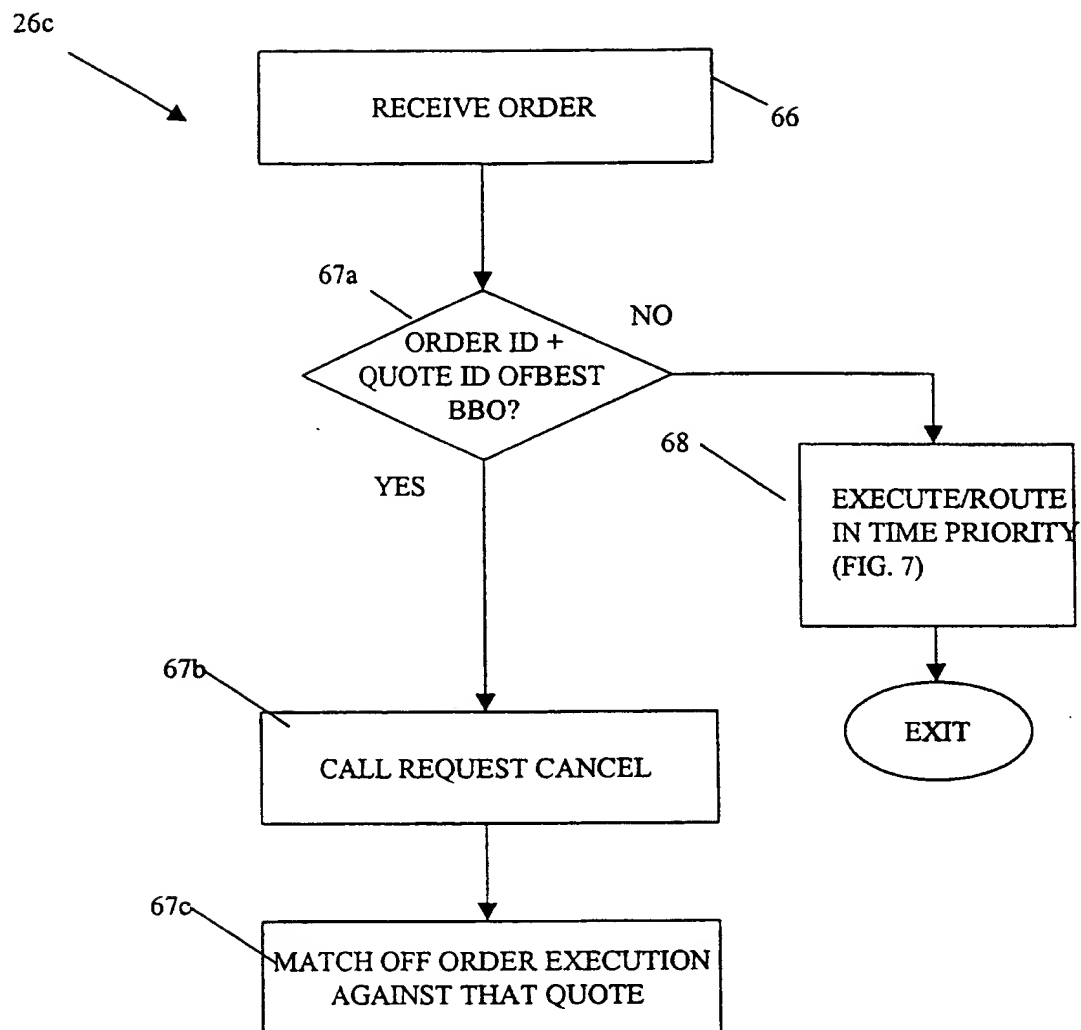 26c
RECEIVE ORDER
66
67a
NO
ORDER ID +
QUOTE ID OFBEST
BBO?
YES
68
EXECUTE/ROUTE
IN TIME PRIORITY
(FIG. 7)
EXIT
67b
CALL REQUEST CANCEL
67c
MATCH OFF ORDER EXECUTION
AGAINST THAT QUOTE